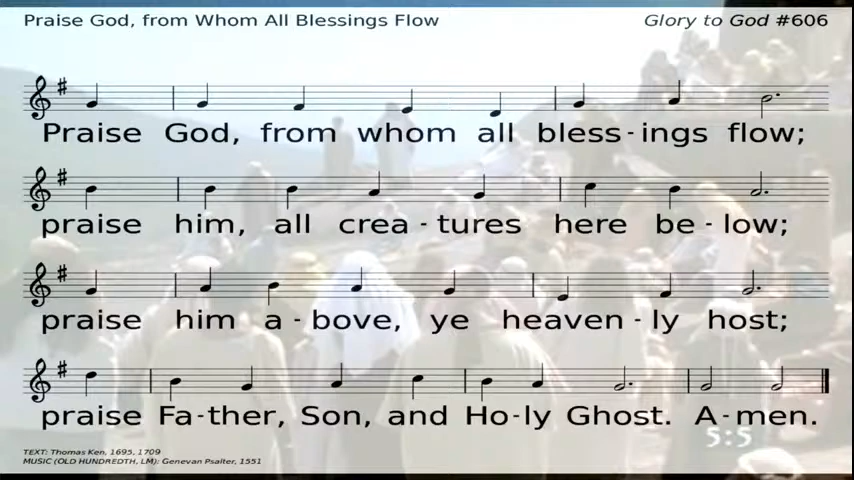 Praise God, from Whom All Blessings Flow
Glory to God #606
Praise God, from whom all bless-ings flow;
praise him, all crea-tures here be-low;
praise him a-bove, ye heaven-ly host;
praise Fa-ther, Son, and Ho-ly Ghost. A-men.
5:5
TEXT: Thomas Ken, 1695, 1709
MUSIC (OLD HUNDREDTH, LM): Genevan Psalter, 1551